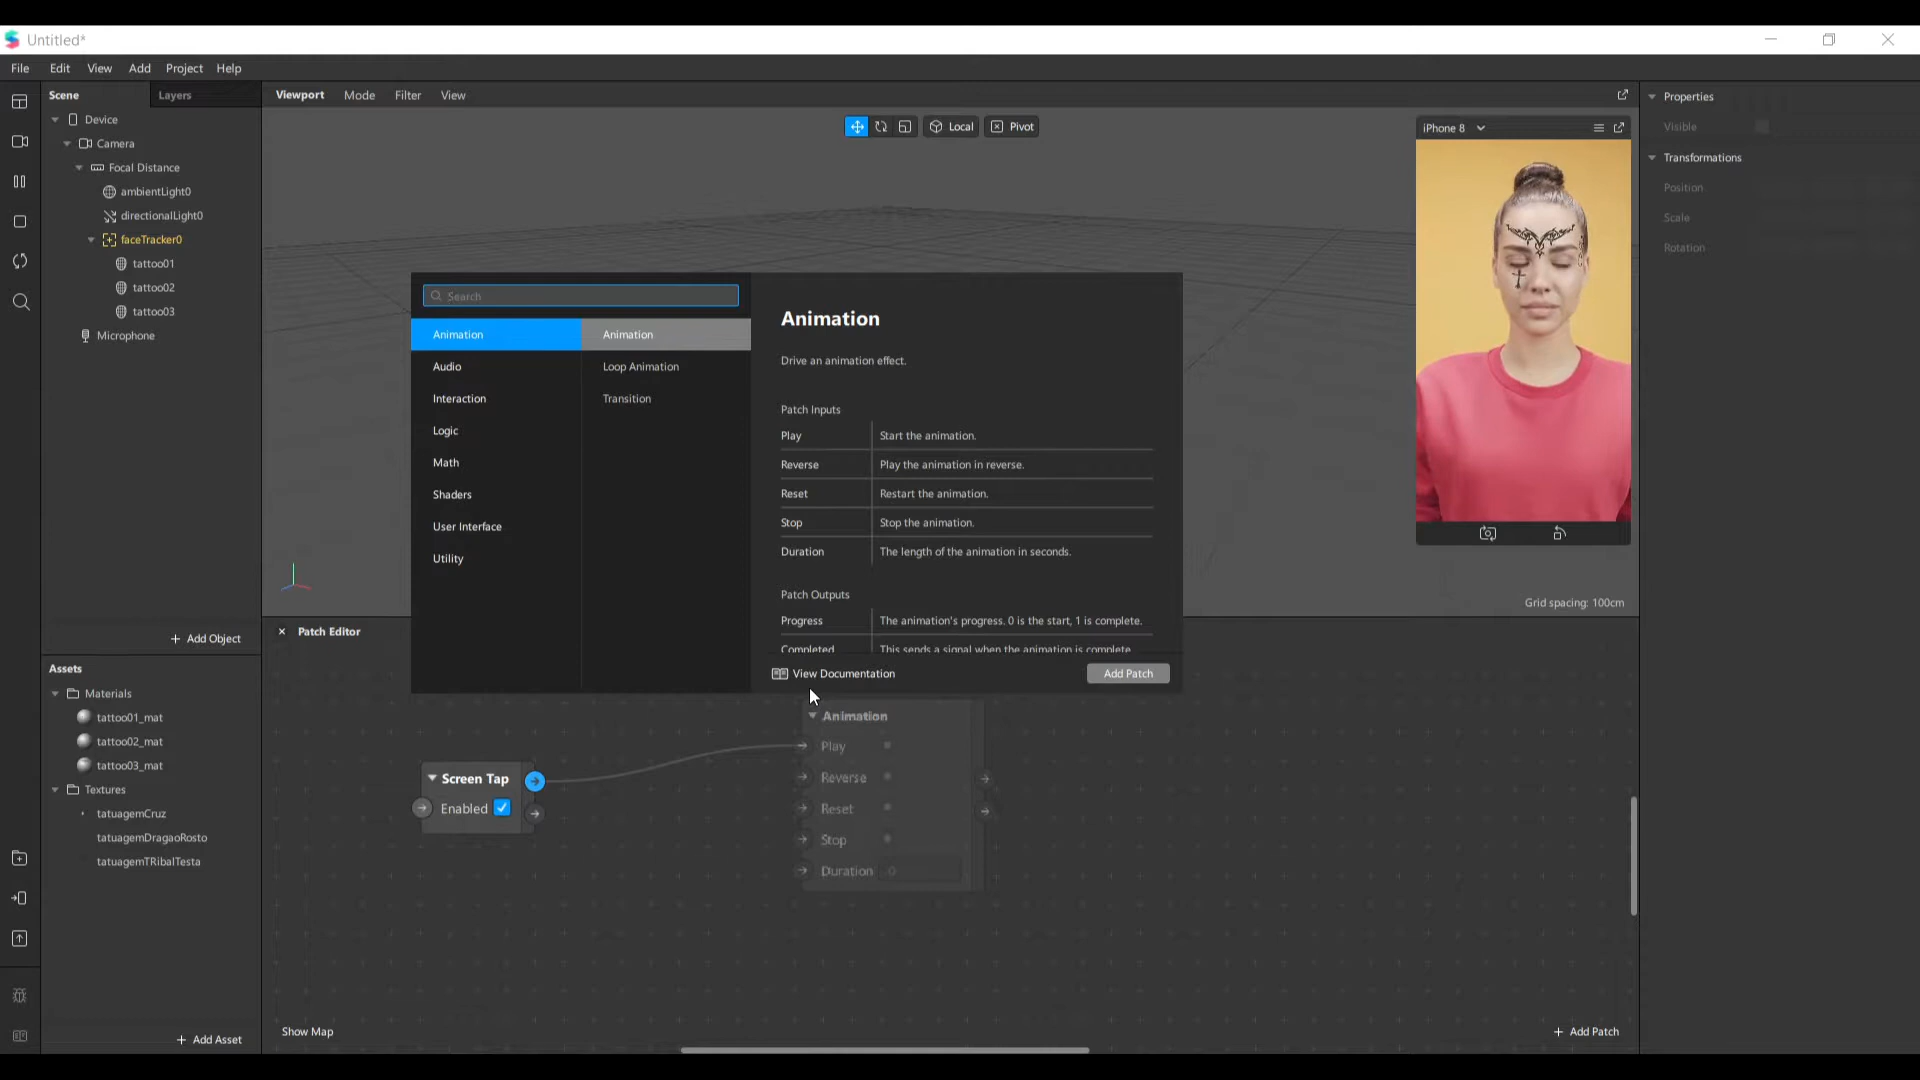 Untitled*
File Edit View Add Project Help
Scene Layers
Device
Camera
Focal Distance
ambientLight0
directionalLight0
faceTracker0
tattoo01
tattoo02
tattoo03
Microphone
+ Add Object
Assets
Materials
tattoo01_mat
tattoo02_mat
tattoo03_mat
Textures
tatuagemCruz
tatuagemDragaoRosto
tatuagemTRibalTesta
+ Add Asset
Viewport Mode Filter View
Local Pivot
iPhone 8
Grid spacing: 100cm
Search
Animation
Audio
Interaction
Logic
Math
Shaders
User Interface
Utility
Animation
Loop Animation
Transition
Animation
Drive an animation effect.
Patch Inputs
Play Start the animation.
Reverse Play the animation in reverse.
Reset Restart the animation.
Stop Stop the animation.
Duration The length of the animation in seconds.
Patch Outputs
Progress The animation's progress. 0 is the start, 1 is complete.
Completed This sends a signal when the animation is complete
View Documentation Add Patch
Patch Editor
Screen Tap
Enabled
Animation
Play
Reverse
Reset
Stop
Duration 0
Show Map
+ Add Patch
Properties
Visible
Transformations
Position
Scale
Rotation